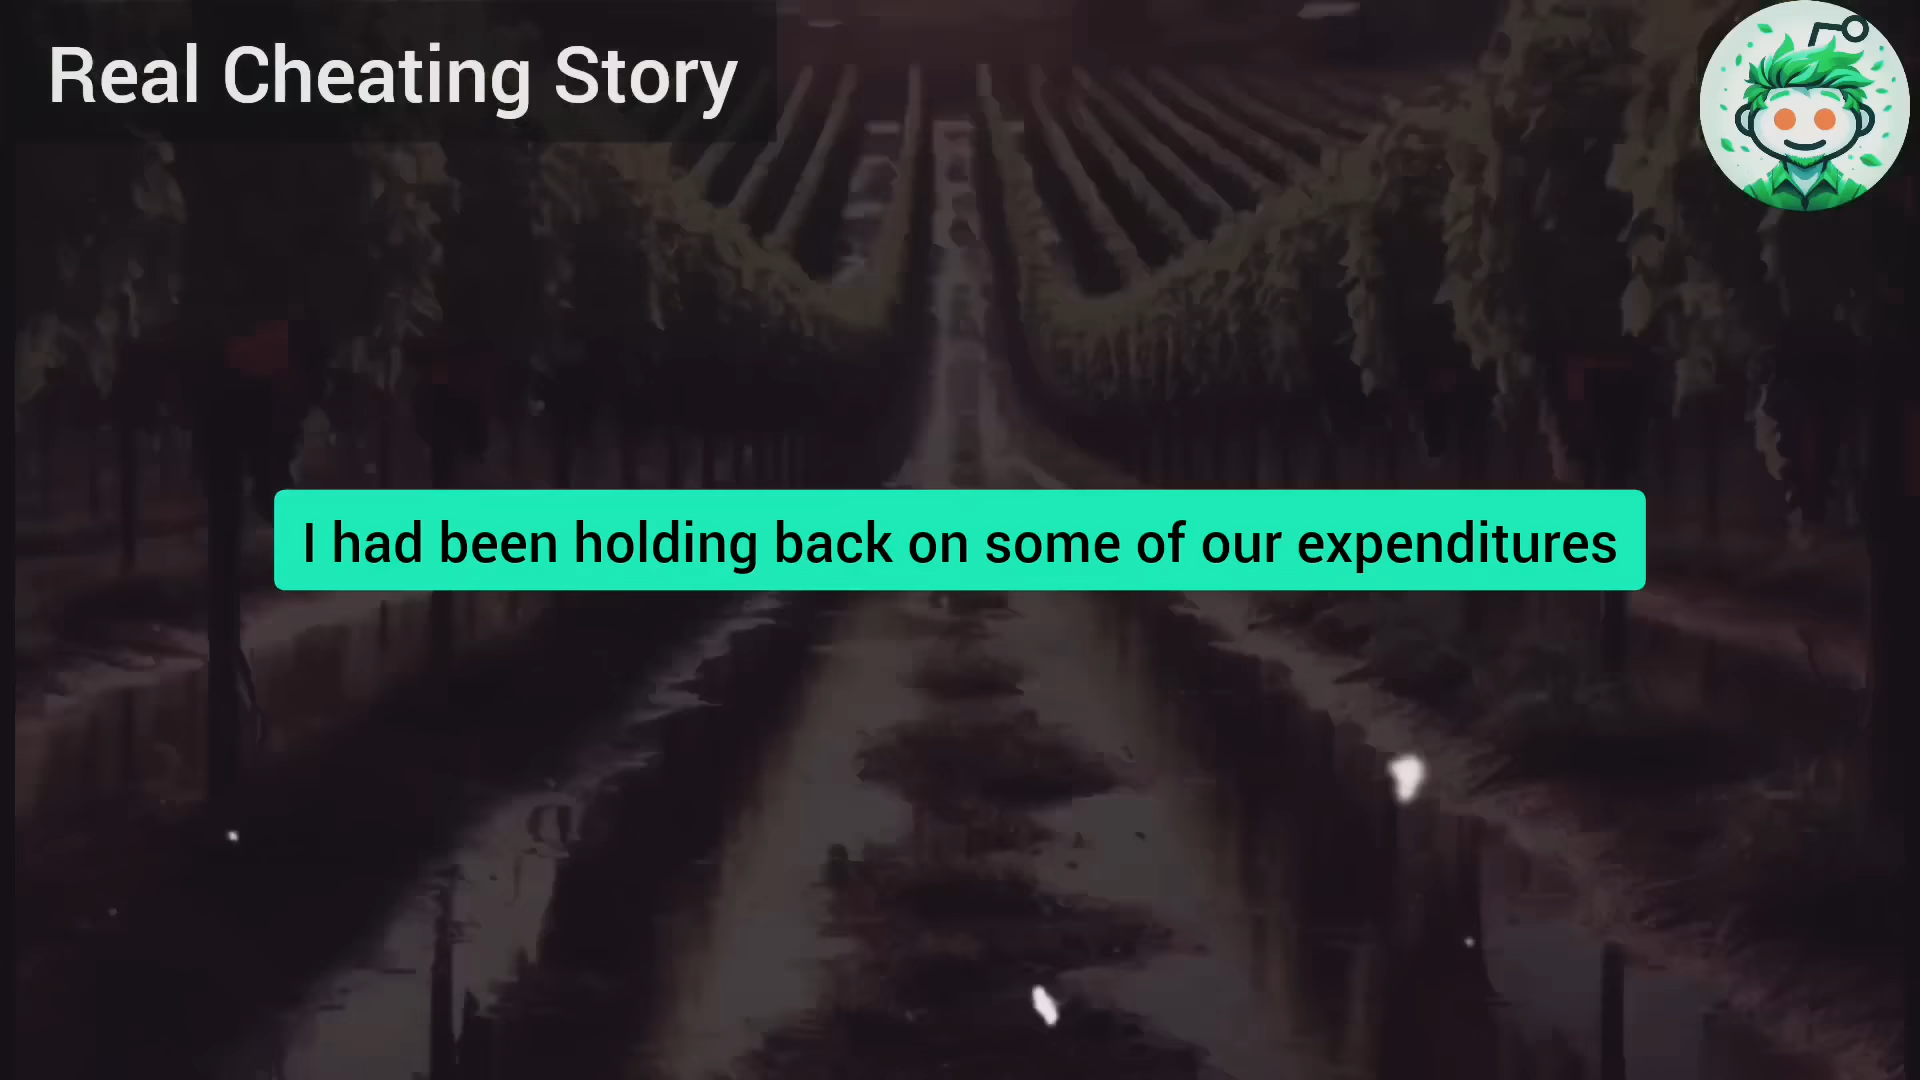 Real Cheating Story
I had been holding back on some of our expenditures